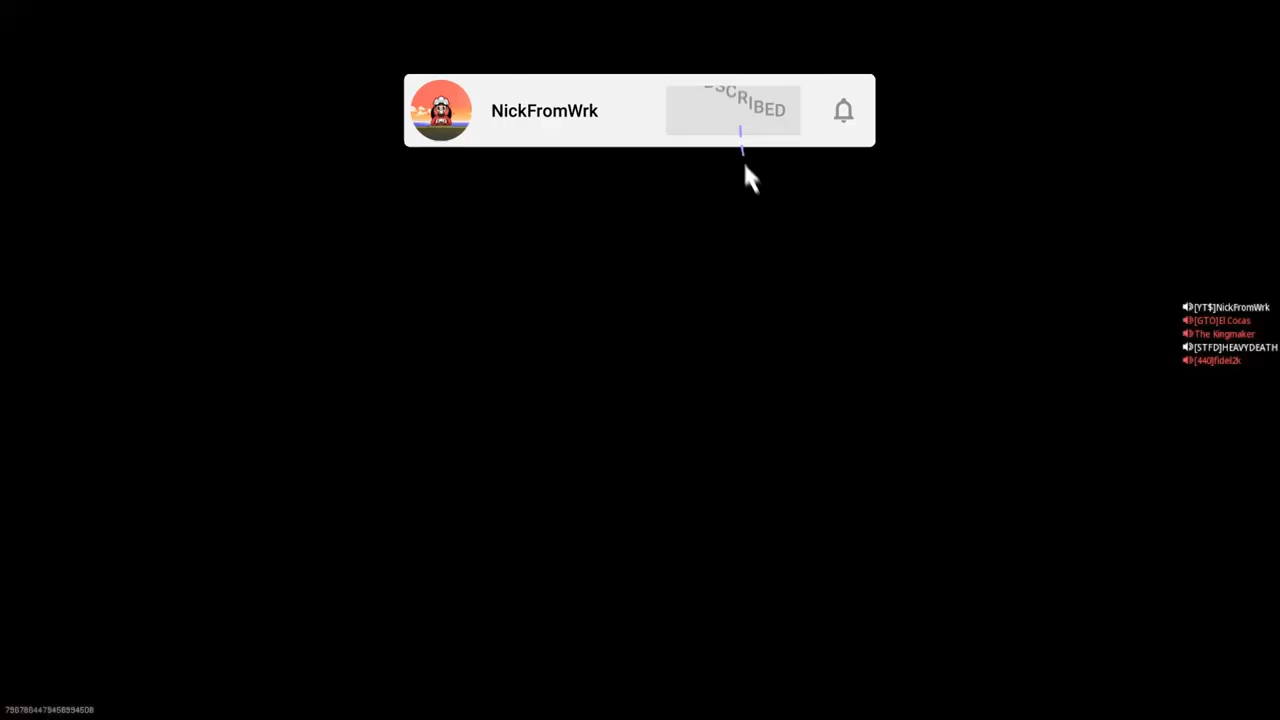 NickFromWrk
SCRIBED
[YT$]NickFromWrk
[GTO]El Cocas
The Kingmaker
[STFD]HEAVYDEATH
[440]fidel2k